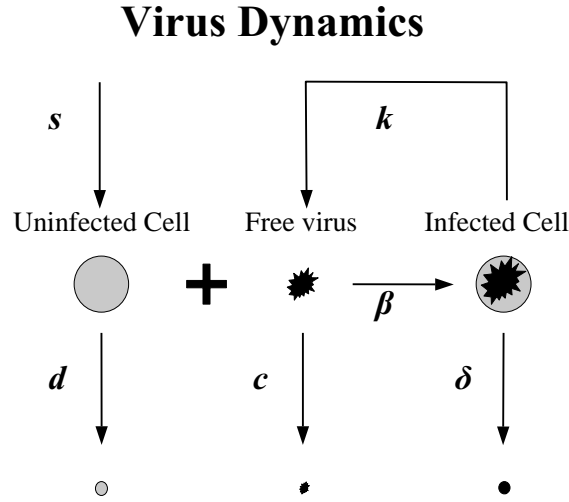 Virus Dynamics
s
k
Uninfected Cell
Free virus
Infected Cell
+
β
d
c
δ